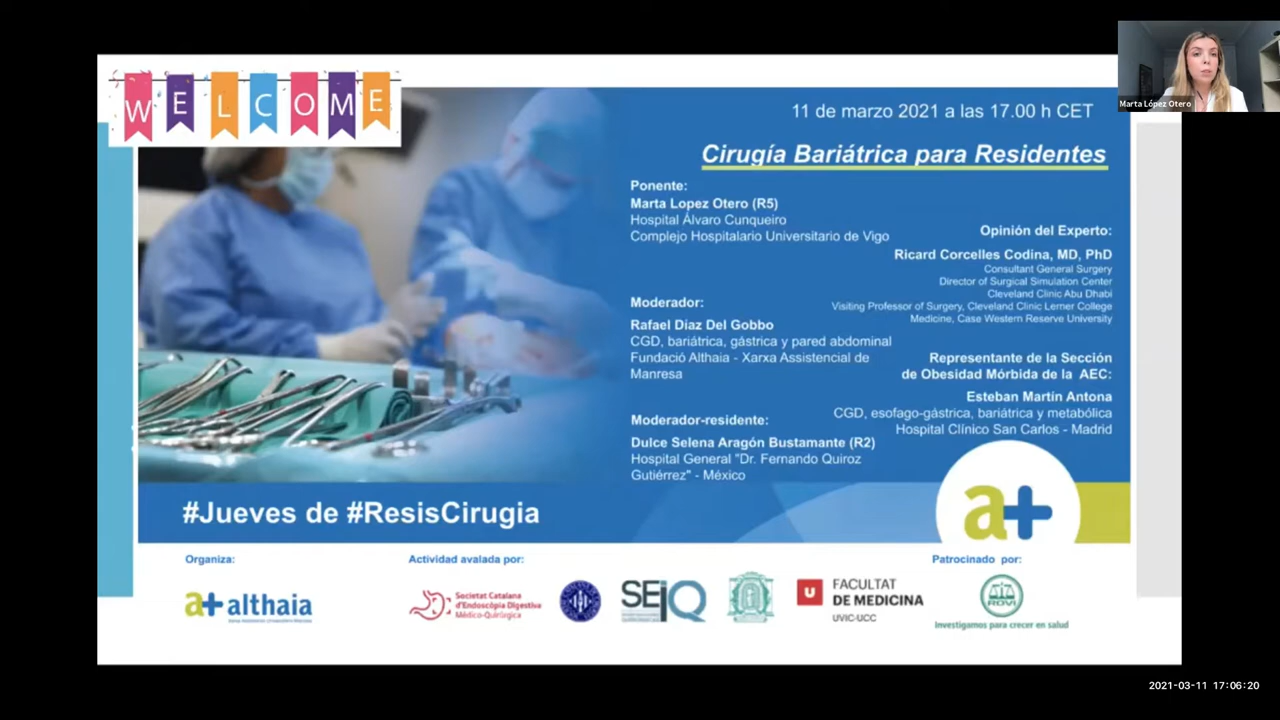 WELCOME
Marta López Otero
11 de marzo 2021 a las 17.00 h CET
Cirugía Bariátrica para Residentes
Ponente:
Marta Lopez Otero (R5)
Hospital Álvaro Cunqueiro
Complejo Hospitalario Universitario de Vigo
Opinión del Experto:
Ricard Corcelles Codina, MD, PhD
Consultant General Surgery
Director of Surgical Simulation Center
Cleveland Clinic Abu Dhabi
Visiting Professor of Surgery, Cleveland Clinic Lerner College
Medicine, Case Western Reserve University
Moderador:
Rafael Díaz Del Gobbo
CGD, bariátrica, gástrica y pared abdominal
Fundació Althaia - Xarxa Assistencial de
Manresa
Representante de la Sección
de Obesidad Mórbida de la AEC:
Esteban Martín Antona
CGD, esofago-gástrica, bariátrica y metabólica
Hospital Clínico San Carlos - Madrid
Moderador-residente:
Dulce Selena Aragón Bustamante (R2)
Hospital General "Dr. Fernando Quiroz
Gutiérrez" - México
#Jueves de #ResisCirugia
a+
Organiza:
a+ althaia
Actividad avalada por:
Societat Catalana
d'Endoscòpia Digestiva
Mèdico-Quirúrgica
SEIQ
U
FACULTAT
DE MEDICINA
UVIC-UCC
Patrocinado por:
ROVI
Investigamos para crecer en salud
2021-03-11 17:06:20